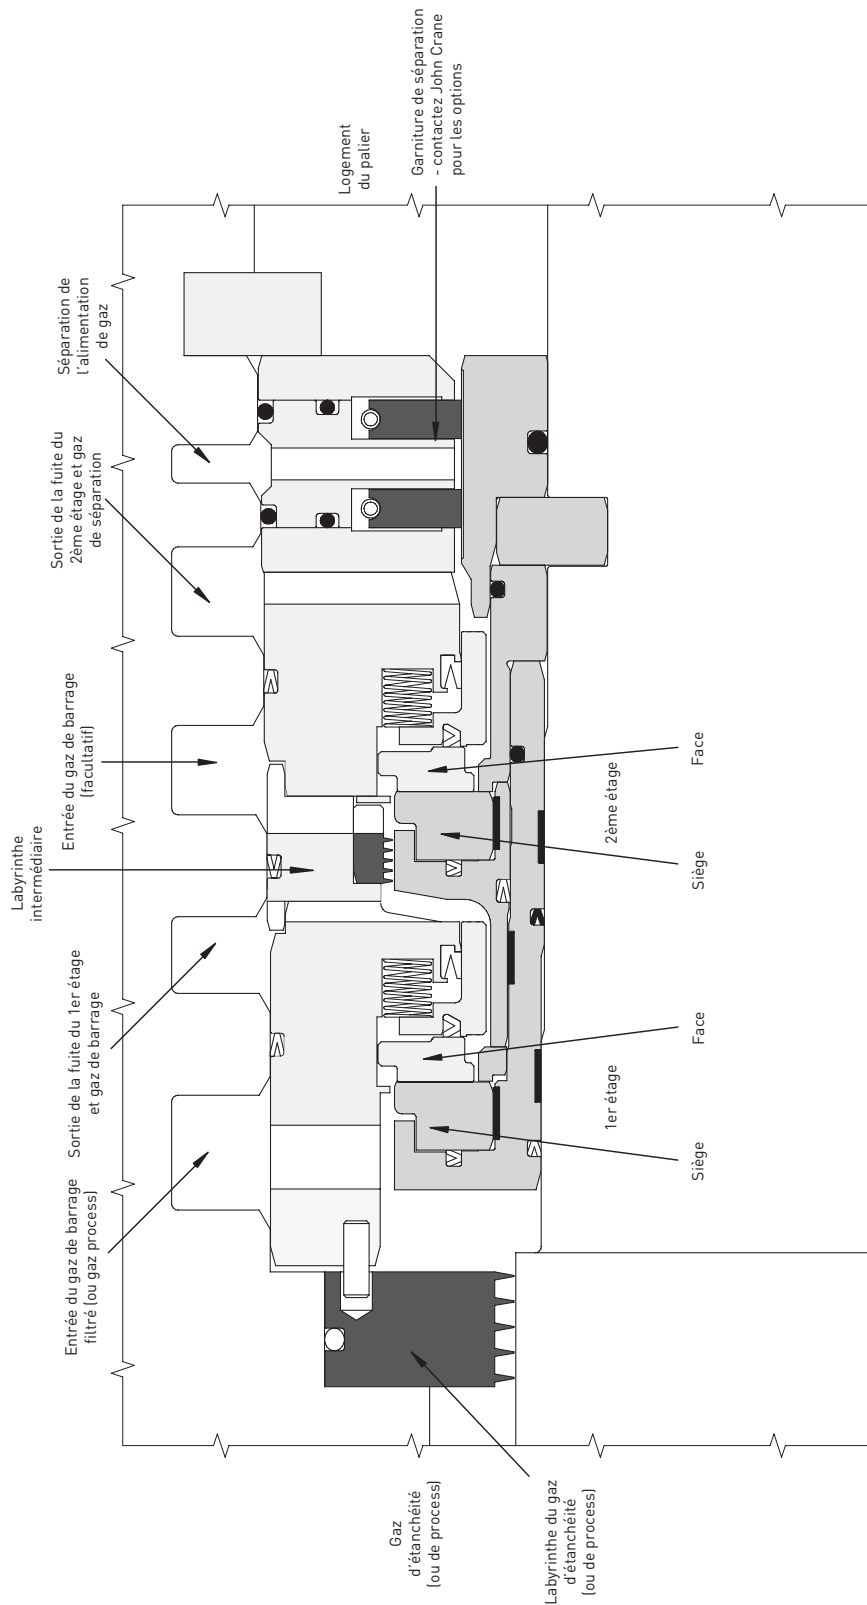 Entrée du gaz de barrage
filtré (ou gaz process)
Sortie de la fuite du 1er étage
et gaz de barrage
Labyrinthe
intermédiaire
Entrée du gaz de barrage
(facultatif)
Sortie de la fuite du
2ème étage et gaz
de séparation
Séparation de
l'alimentation
de gaz
Logement
du palier
Garniture de séparation
- contactez John Crane
pour les options
Gaz
d'étanchéité
(ou de process)
Labyrinthe du gaz
d'étanchéité
(ou de process)
1er étage
2ème étage
Siège
Face
Siège
Face